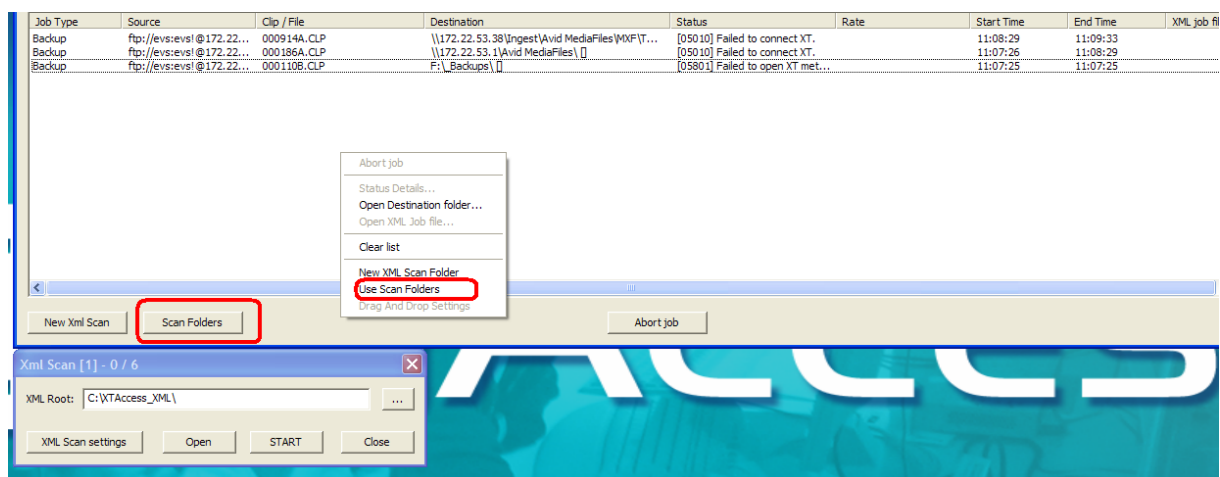 Job Type Source Clip / File Destination Status Rate Start Time End Time XML job fi
Backup ftp://evs:evs!@172.22... 000914A.CLP \\172.22.53.38\Ingest\Avid MediaFiles\MXF\T... [05010] Failed to connect XT. 11:08:29 11:09:33
Backup ftp://evs:evs!@172.22... 000186A.CLP \\172.22.53.1\Avid MediaFiles\ [] [05010] Failed to connect XT. 11:07:26 11:08:29
Backup ftp://evs:evs!@172.22... 000110B.CLP F:\_Backups\ [] [05801] Failed to open XT met... 11:07:25 11:07:25
Abort job
Status Details...
Open Destination folder...
Open XML Job file...
Clear list
New XML Scan Folder
Use Scan Folders
Drag And Drop Settings
New Xml Scan Scan Folders Abort job
Xml Scan [1] - 0 / 6
XML Root: C:\XTAccess_XML\ ...
XML Scan settings Open START Close
ACCES